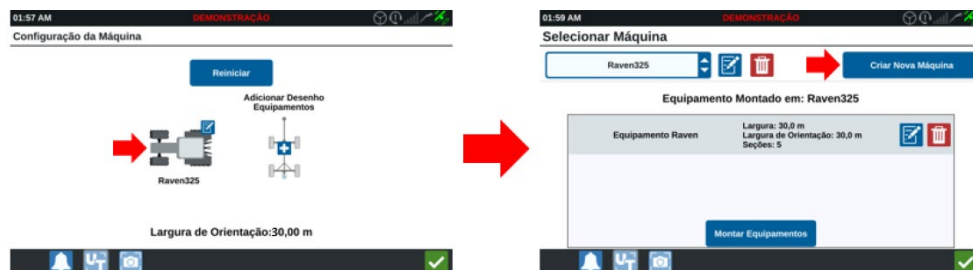 01:57 AM
DEMONSTRAÇÃO
Configuração da Máquina
Reiniciar
Adicionar Desenho
Equipamentos
Raven325
Largura de Orientação:30,00 m
UT
01:59 AM
DEMONSTRAÇÃO
Selecionar Máquina
Raven325
Criar Nova Máquina
Equipamento Montado em: Raven325
Equipamento Raven
Largura: 30,0 m
Largura de Orientação: 30,0 m
Seções: 5
Montar Equipamentos
UT